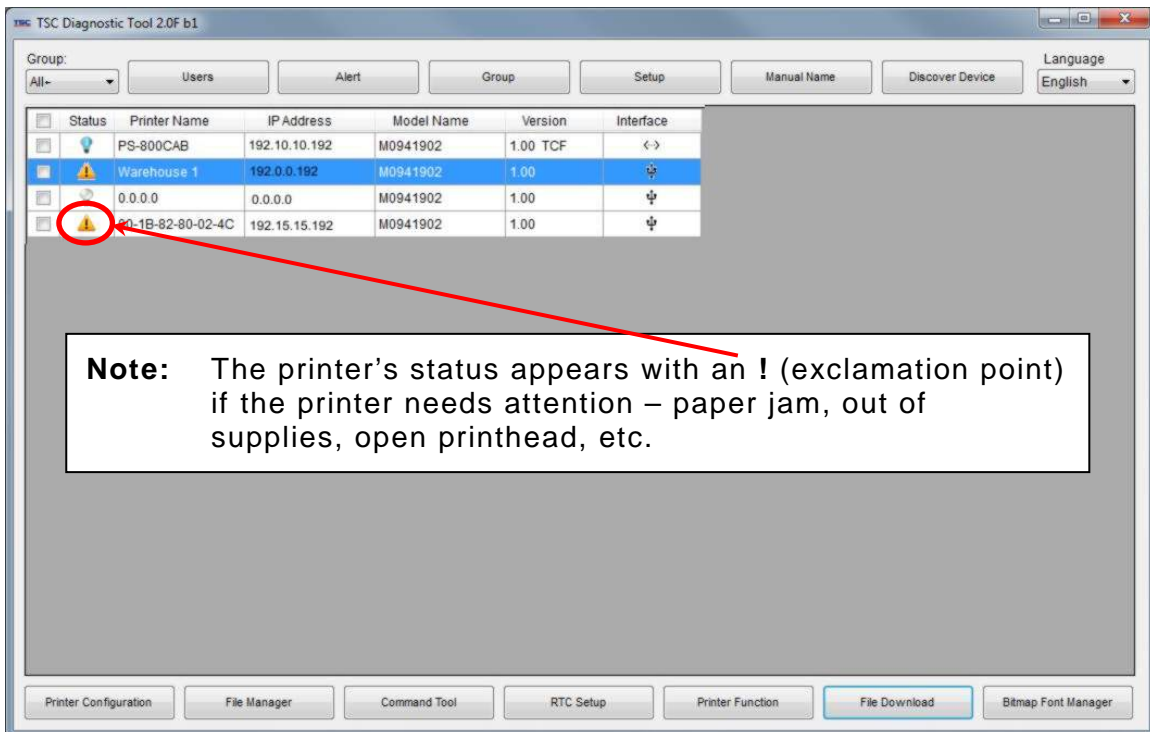 TSC TSC Diagnostic Tool 2.0F b1
Group:
Language
All- Users Alert Group Setup Manual Name Discover Device English
Status Printer Name IP Address Model Name Version Interface
PS-800CAB 192.10.10.192 M0941902 1.00 TCF
Warehouse 1 192.0.0.192 M0941902 1.00
0.0.0.0 0.0.0.0 M0941902 1.00
00-1B-82-80-02-4C 192.15.15.192 M0941902 1.00
Note: The printer’s status appears with an ! (exclamation point)
if the printer needs attention – paper jam, out of
supplies, open printhead, etc.
Printer Configuration File Manager Command Tool RTC Setup Printer Function File Download Bitmap Font Manager